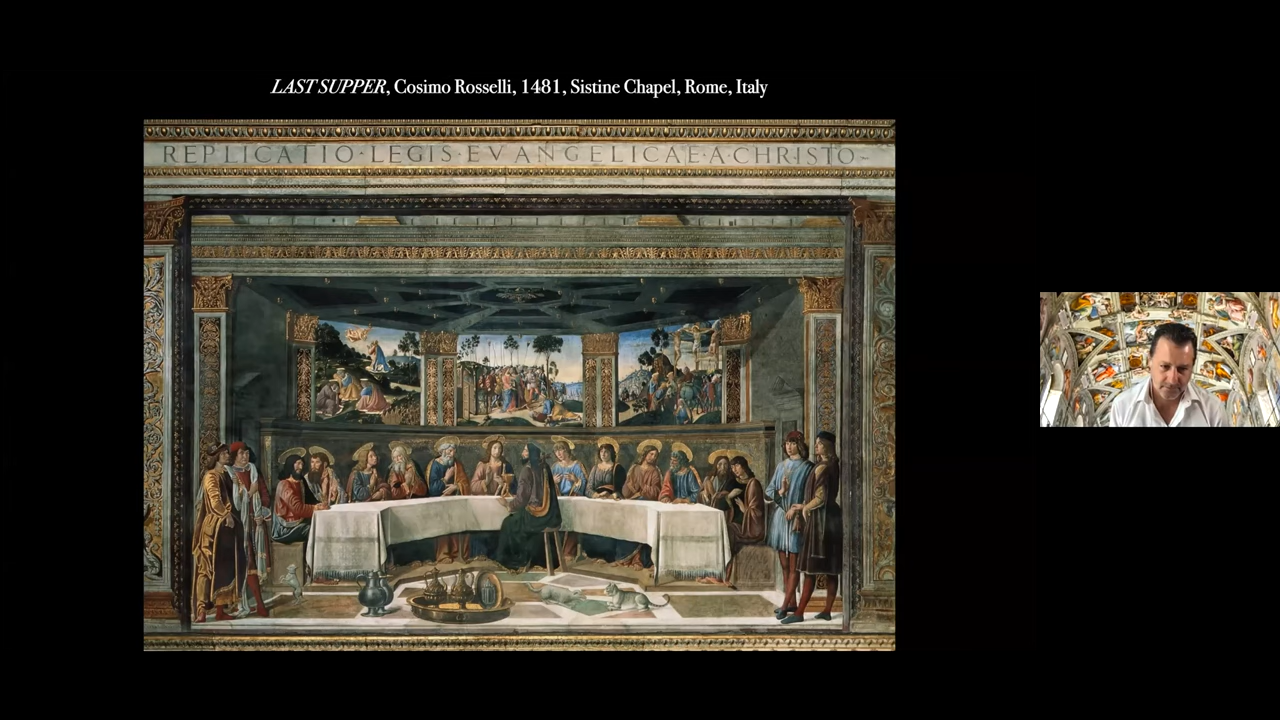 LAST SUPPER, Cosimo Rosselli, 1481, Sistine Chapel, Rome, Italy
REPLICATIO·LEGIS·EVANGELICAE·A·CHRISTO